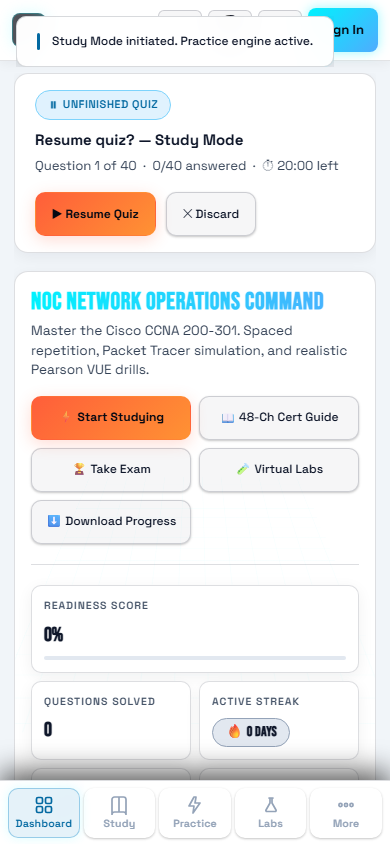 Study Mode initiated. Practice engine active.
gn In
⏸ UNFINISHED QUIZ
Resume quiz? — Study Mode
Question 1 of 40 · 0/40 answered · ⏱ 20:00 left
▶ Resume Quiz
✕ Discard
NOC NETWORK OPERATIONS COMMAND
Master the Cisco CCNA 200-301. Spaced
repetition, Packet Tracer simulation, and realistic
Pearson VUE drills.
Start Studying
📖 48-Ch Cert Guide
⏳ Take Exam
🧪 Virtual Labs
⬇️ Download Progress
READINESS SCORE
0%
QUESTIONS SOLVED
0
ACTIVE STREAK
🔥 0 DAYS
Dashboard
Study
Practice
Labs
More